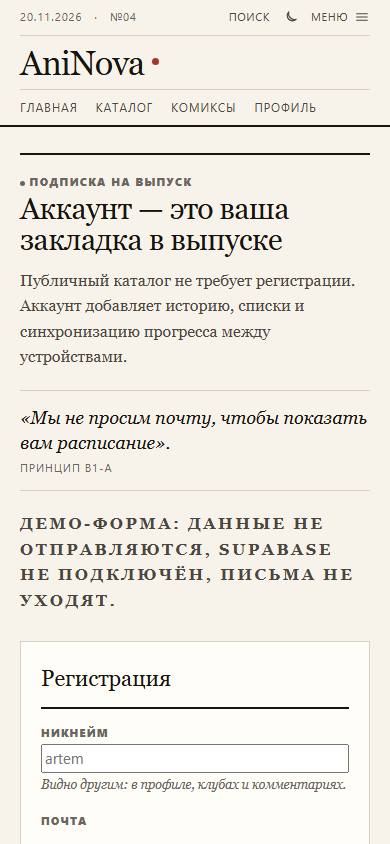 20.11.2026 · №04 ПОИСК МЕНЮ
AniNova
ГЛАВНАЯ КАТАЛОГ КОМИКСЫ ПРОФИЛЬ
ПОДПИСКА НА ВЫПУСК
Аккаунт — это ваша
закладка в выпуске
Публичный каталог не требует регистрации.
Аккаунт добавляет историю, списки и
синхронизацию прогресса между
устройствами.
«Мы не просим почту, чтобы показать
вам расписание».
ПРИНЦИП B1-A
ДЕМО-ФОРМА: ДАННЫЕ НЕ
ОТПРАВЛЯЮТСЯ, SUPABASE
НЕ ПОДКЛЮЧЁН, ПИСЬМА НЕ
УХОДЯТ.
Регистрация
НИКНЕЙМ
artem
Видно другим: в профиле, клубах и комментариях.
ПОЧТА